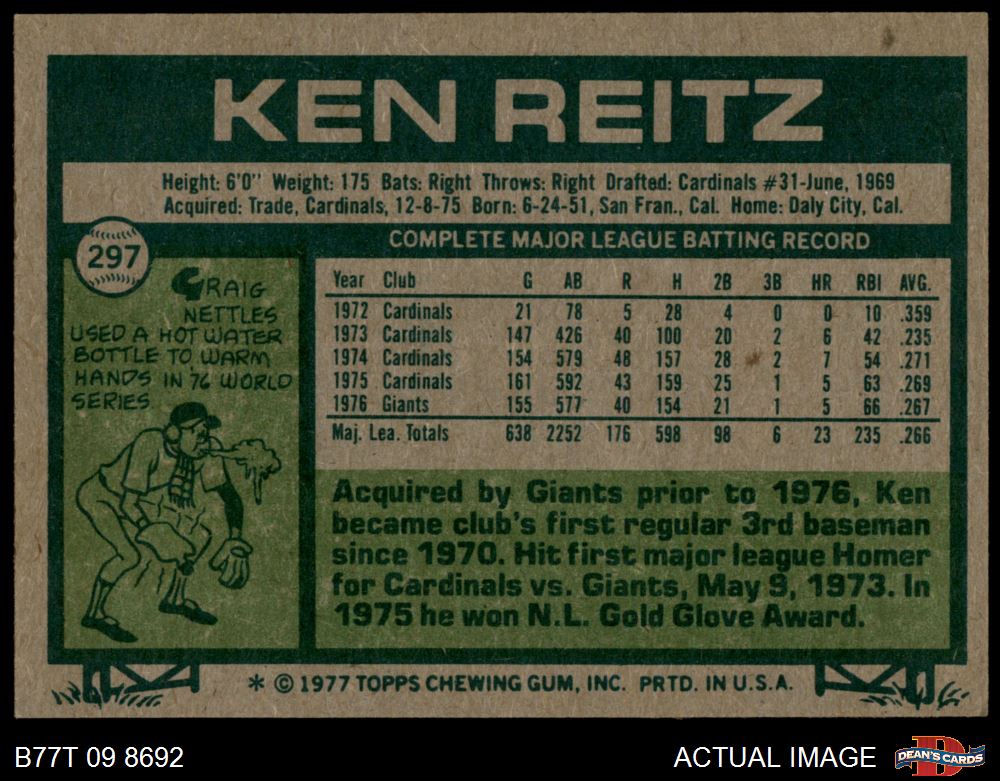 KEN REITZ
Height: 6'0" Weight: 175 Bats: Right Throws: Right Drafted: Cardinals #31-June, 1969
Acquired: Trade, Cardinals, 12-8-75 Born: 6-24-51, San Fran., Cal. Home: Daly City, Cal.
297
GRAIG
NETTLES
USED A HOT WATER
BOTTLE TO WARM
HANDS IN '76 WORLD
SERIES
COMPLETE MAJOR LEAGUE BATTING RECORD
Year Club G AB R H 2B 3B HR RBI AVG.
1972 Cardinals 21 78 5 28 4 0 0 10 .359
1973 Cardinals 147 426 40 100 20 2 6 42 .235
1974 Cardinals 154 579 48 157 28 2 7 54 .271
1975 Cardinals 161 592 43 159 25 1 5 63 .269
1976 Giants 155 577 40 154 21 1 5 66 .267
Maj. Lea. Totals 638 2252 176 598 98 6 23 235 .266
Acquired by Giants prior to 1976, Ken
became club's first regular 3rd baseman
since 1970. Hit first major league Homer
for Cardinals vs. Giants, May 9, 1973. In
1975 he won N.L. Gold Glove Award.
* © 1977 TOPPS CHEWING GUM, INC. PRTD. IN U.S.A.
B77T 09 8692
ACTUAL IMAGE
D
DEAN'S CARDS